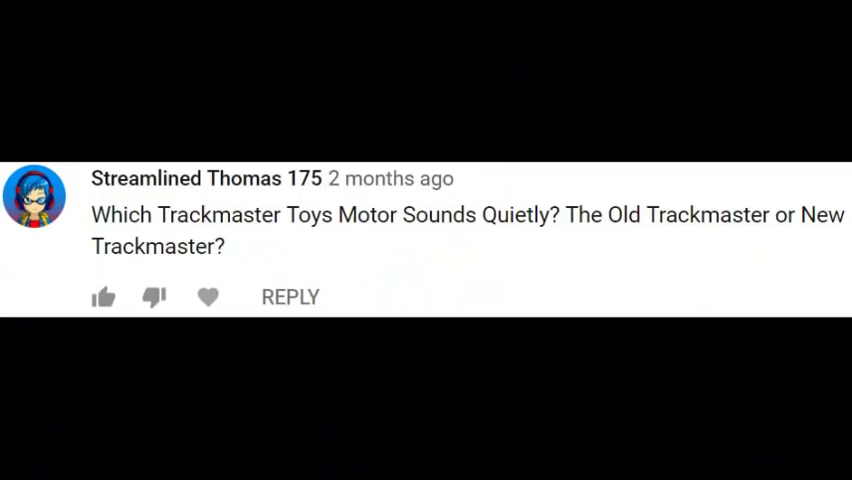 Streamlined Thomas 175 2 months ago
Which Trackmaster Toys Motor Sounds Quietly? The Old Trackmaster or New
Trackmaster?
REPLY